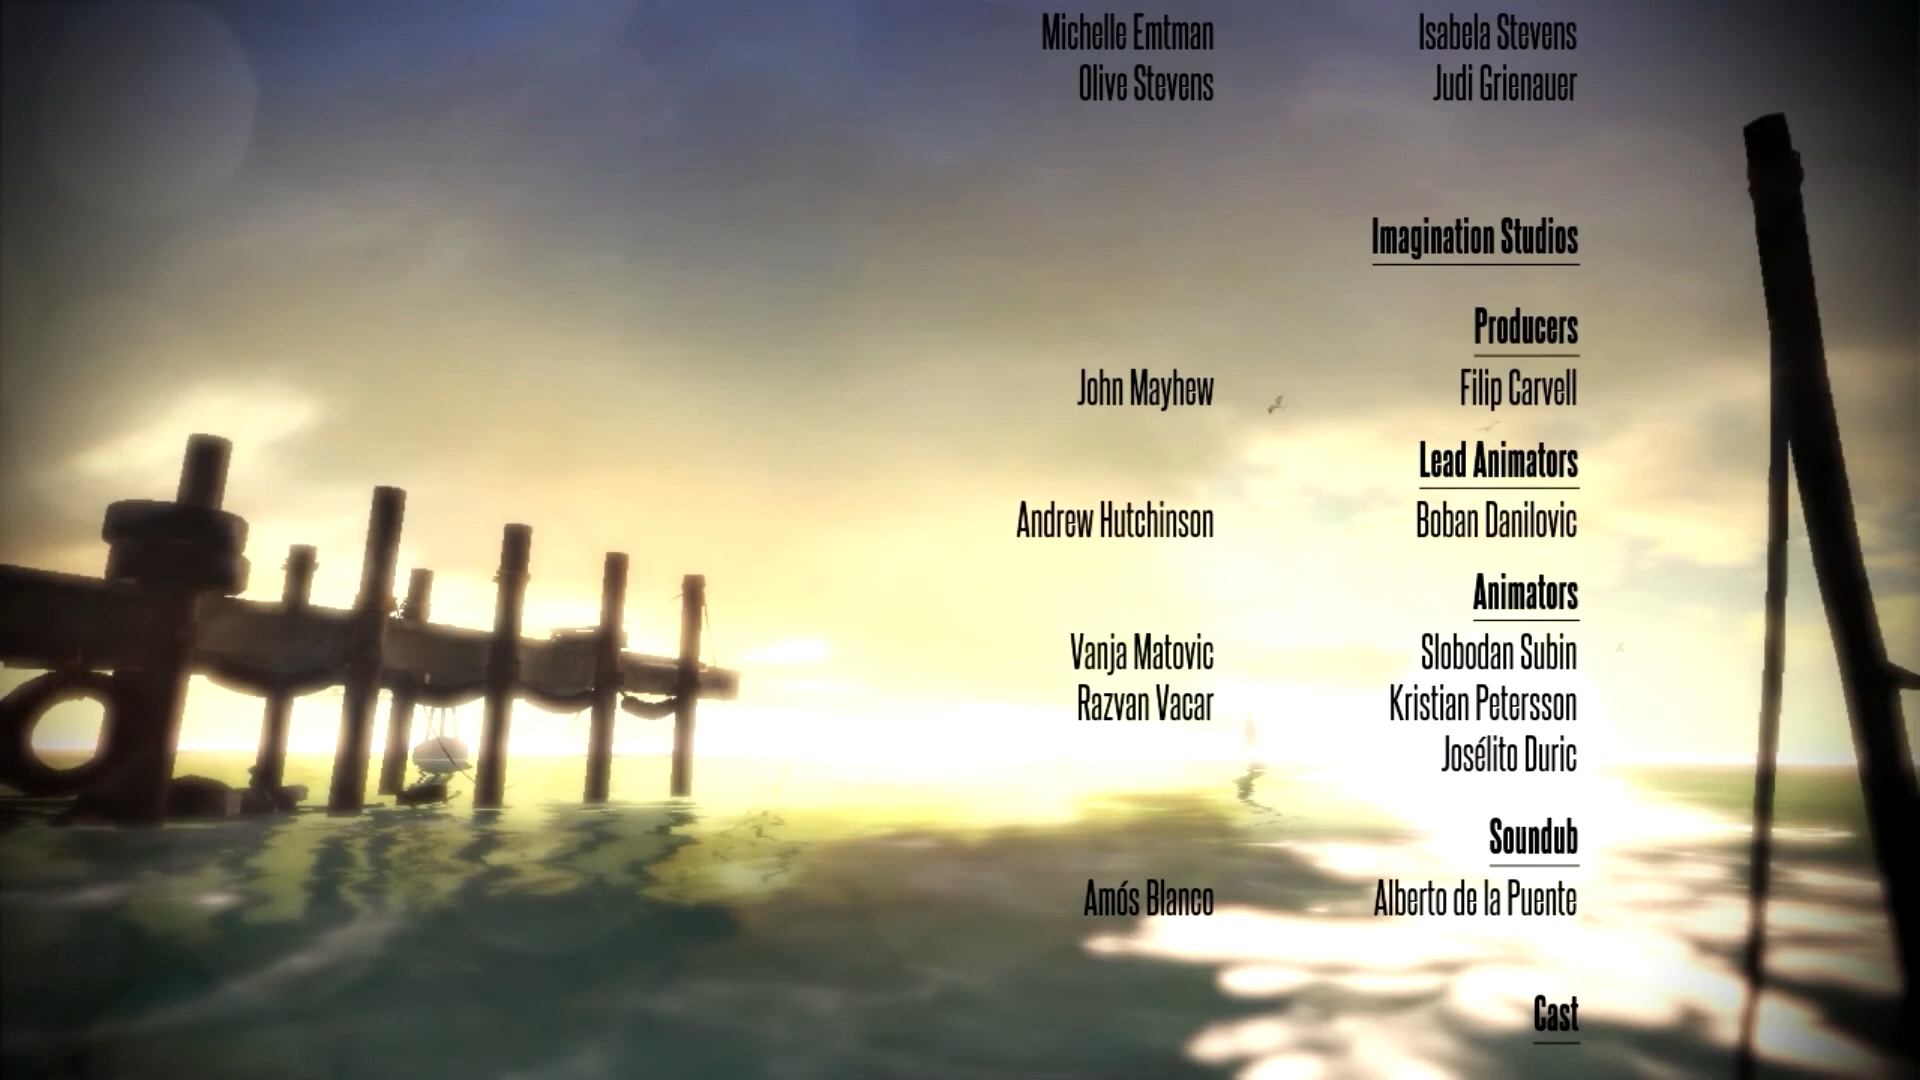 Michelle Emtman Isabela Stevens
Olive Stevens Judi Grienauer
Imagination Studios
Producers
John Mayhew Filip Carvell
Lead Animators
Andrew Hutchinson Boban Danilovic
Animators
Vanja Matovic Slobodan Subin
Razvan Vacar Kristian Petersson
Josélito Duric
Soundub
Amós Blanco Alberto de la Puente
Cast